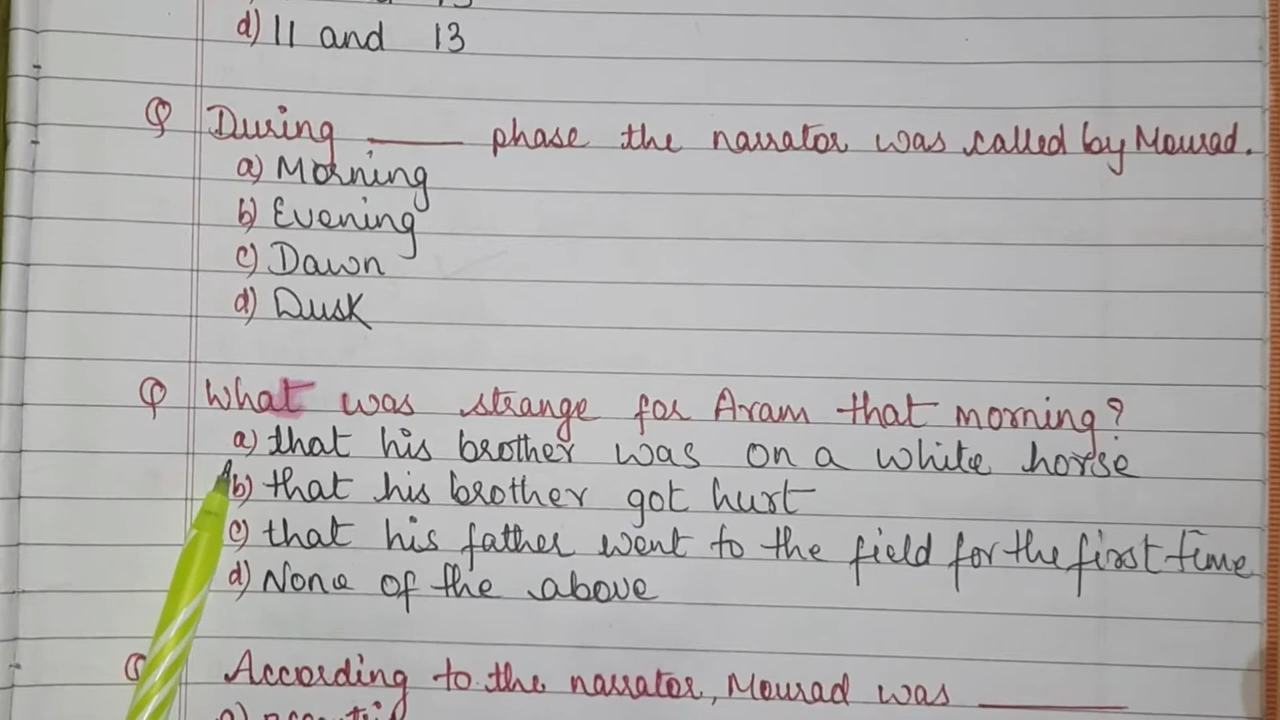 d) 11 and 13
Q During ____ phase the narrator was called by Mourad.
a) Morning
b) Evening
c) Dawn
d) Dusk
Q What was strange for Aram that morning?
a) that his brother was on a white horse
b) that his brother got hurt
c) that his father went to the field for the first time
d) None of the above
Q According to the narrator, Mourad was ______
a)